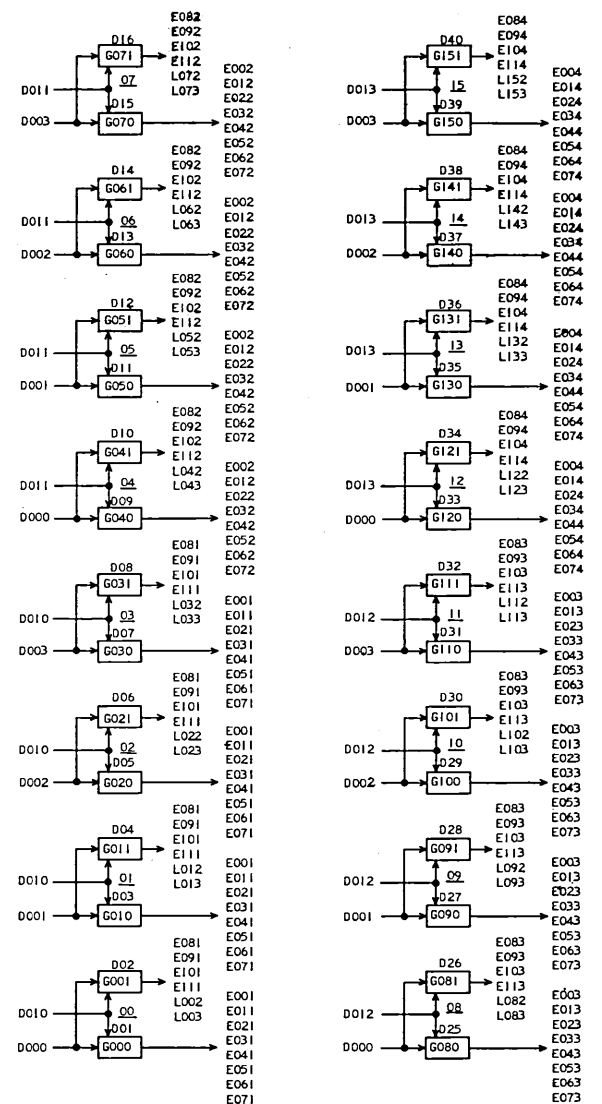 D16
G071
07
D15
G070
D011
D003
E082
E092
E102
E112
L072
L073
E002
E012
E022
E032
E042
E052
E062
E072
D14
G061
06
D13
G060
D011
D002
E082
E092
E102
E112
L062
L063
E002
E012
E022
E032
E042
E052
E062
E072
D12
G051
05
D11
G050
D011
D001
E082
E092
E102
E112
L052
L053
E002
E012
E022
E032
E042
E052
E062
E072
D10
G041
04
D09
G040
D011
D000
E082
E092
E102
E112
L042
L043
E002
E012
E022
E032
E042
E052
E062
E072
D08
G031
03
D07
G030
D010
D003
E081
E091
E101
E111
L032
L033
E001
E011
E021
E031
E041
E051
E061
E071
D06
G021
02
D05
G020
D010
D002
E081
E091
E101
E111
L022
L023
E001
E011
E021
E031
E041
E051
E061
E071
D04
G011
01
D03
G010
D010
D001
E081
E091
E101
E111
L012
L013
E001
E011
E021
E031
E041
E051
E061
E071
D02
G001
00
D01
G000
D010
D000
E081
E091
E101
E111
L002
L003
E001
E011
E021
E031
E041
E051
E061
E071
D40
G151
15
D39
G150
D013
D003
E084
E094
E104
E114
L152
L153
E004
E014
E024
E034
E044
E054
E064
E074
D38
G141
14
D37
G140
D013
D002
E084
E094
E104
E114
L142
L143
E004
E014
E024
E034
E044
E054
E064
E074
D36
G131
13
D35
G130
D013
D001
E084
E094
E104
E114
L132
L133
E004
E014
E024
E034
E044
E054
E064
E074
D34
G121
12
D33
G120
D013
D000
E084
E094
E104
E114
L122
L123
E004
E014
E024
E034
E044
E054
E064
E074
D32
G111
11
D31
G110
D012
D003
E083
E093
E103
E113
L112
L113
E003
E013
E023
E033
E043
E053
E063
E073
D30
G101
10
D29
G100
D012
D002
E083
E093
E103
E113
L102
L103
E003
E013
E023
E033
E043
E053
E063
E073
D28
G091
09
D27
G090
D012
D001
E083
E093
E103
E113
L092
L093
E003
E013
E023
E033
E043
E053
E063
E073
D26
G081
08
D25
G080
D012
D000
E083
E093
E103
E113
L082
L083
E003
E013
E023
E033
E043
E053
E063
E073